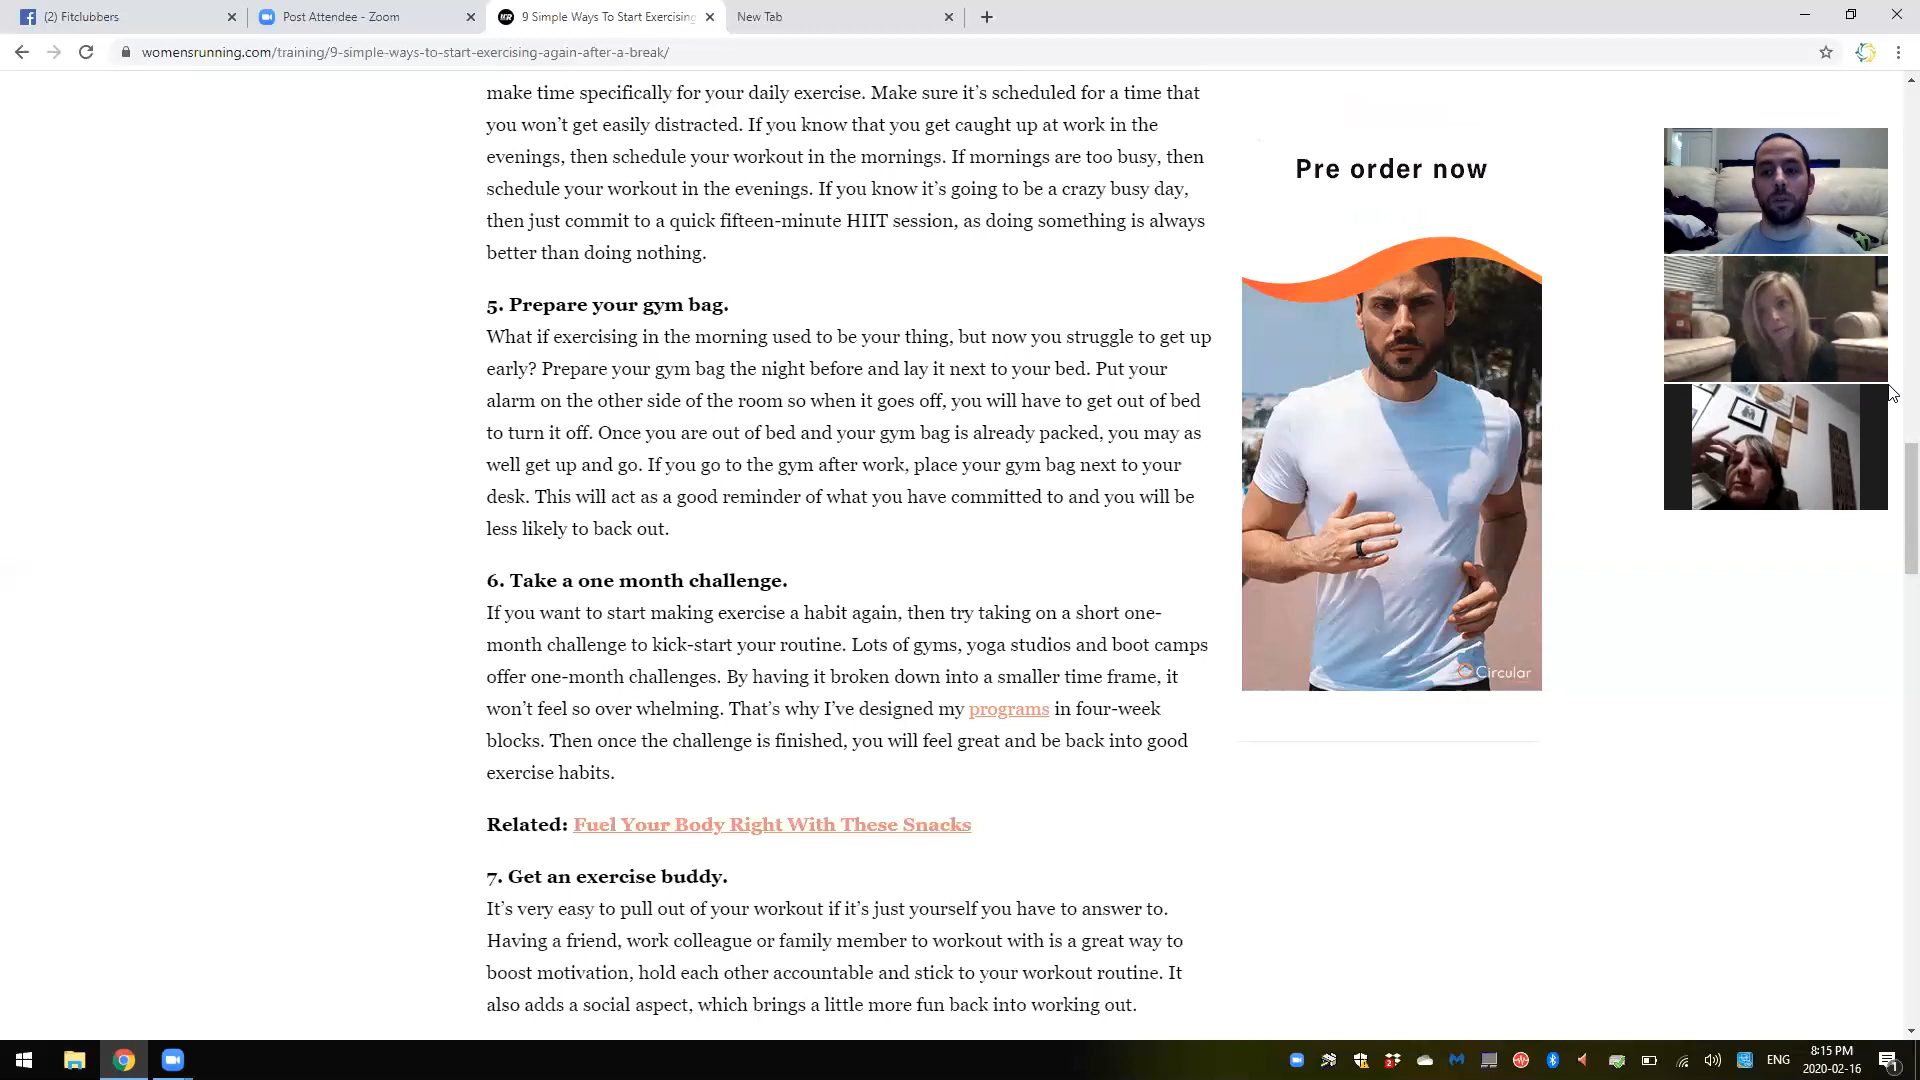 (2) Fitclubbers
Post Attendee - Zoom
9 Simple Ways To Start Exercising
New Tab
womensrunning.com/training/9-simple-ways-to-start-exercising-again-after-a-break/
make time specifically for your daily exercise. Make sure it’s scheduled for a time that
you won’t get easily distracted. If you know that you get caught up at work in the
evenings, then schedule your workout in the mornings. If mornings are too busy, then
schedule your workout in the evenings. If you know it’s going to be a crazy busy day,
then just commit to a quick fifteen-minute HIIT session, as doing something is always
better than doing nothing.
5. Prepare your gym bag.
What if exercising in the morning used to be your thing, but now you struggle to get up
early? Prepare your gym bag the night before and lay it next to your bed. Put your
alarm on the other side of the room so when it goes off, you will have to get out of bed
to turn it off. Once you are out of bed and your gym bag is already packed, you may as
well get up and go. If you go to the gym after work, place your gym bag next to your
desk. This will act as a good reminder of what you have committed to and you will be
less likely to back out.
6. Take a one month challenge.
If you want to start making exercise a habit again, then try taking on a short one-
month challenge to kick-start your routine. Lots of gyms, yoga studios and boot camps
offer one-month challenges. By having it broken down into a smaller time frame, it
won’t feel so over whelming. That’s why I’ve designed my programs in four-week
blocks. Then once the challenge is finished, you will feel great and be back into good
exercise habits.
Related: Fuel Your Body Right With These Snacks
7. Get an exercise buddy.
It’s very easy to pull out of your workout if it’s just yourself you have to answer to.
Having a friend, work colleague or family member to workout with is a great way to
boost motivation, hold each other accountable and stick to your workout routine. It
also adds a social aspect, which brings a little more fun back into working out.
Pre order now
Circular
ENG
8:15 PM
2020-02-16
1